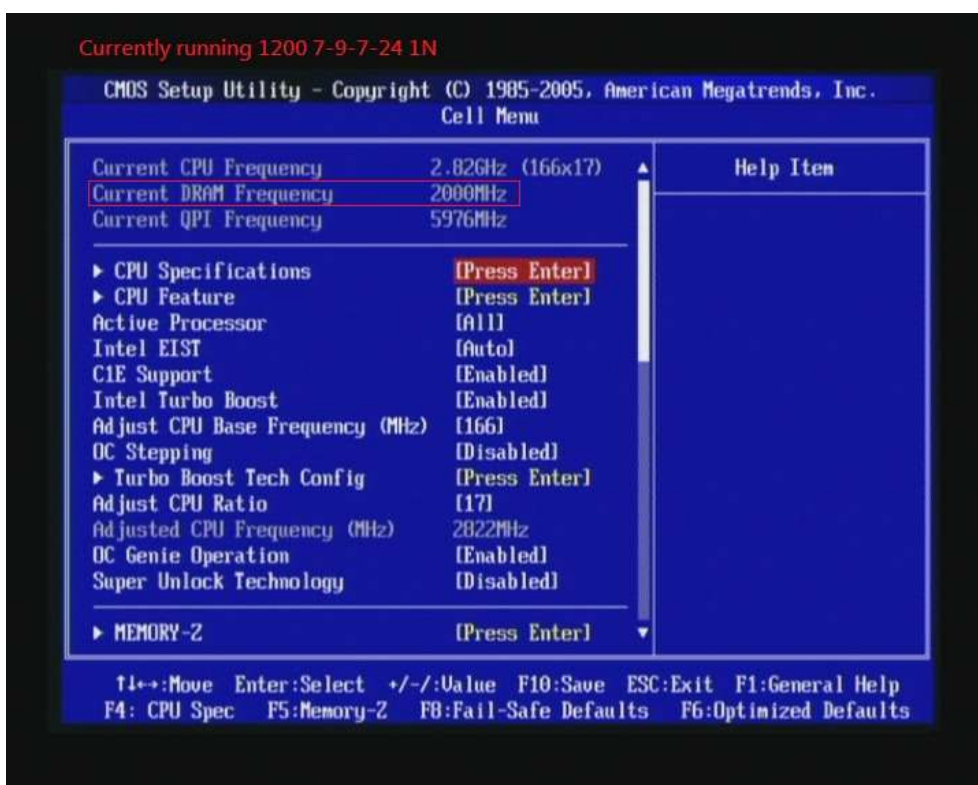 Currently running 1200 7-9-7-24 1N
CMOS Setup Utility - Copyright (C) 1985-2005, American Megatrends, Inc.
Cell Menu
Current CPU Frequency 2.82GHz (166x17) ▲ Help Item
Current DRAM Frequency 2000MHz
Current QPI Frequency 5976MHz
► CPU Specifications [Press Enter]
► CPU Feature [Press Enter]
Active Processor [All]
Intel EIST [Auto]
C1E Support [Enabled]
Intel Turbo Boost [Enabled]
Adjust CPU Base Frequency (MHz) [166]
OC Stepping [Disabled]
► Turbo Boost Tech Config [Press Enter]
Adjust CPU Ratio [17]
Adjusted CPU Frequency (MHz) 2822MHz
OC Genie Operation [Enabled]
Super Unlock Technology [Disabled]
► MEMORY-Z [Press Enter] ▼
↑↓←→:Move Enter:Select +/-/:Value F10:Save ESC:Exit F1:General Help
F4: CPU Spec F5:Memory-Z F8:Fail-Safe Defaults F6:Optimized Defaults